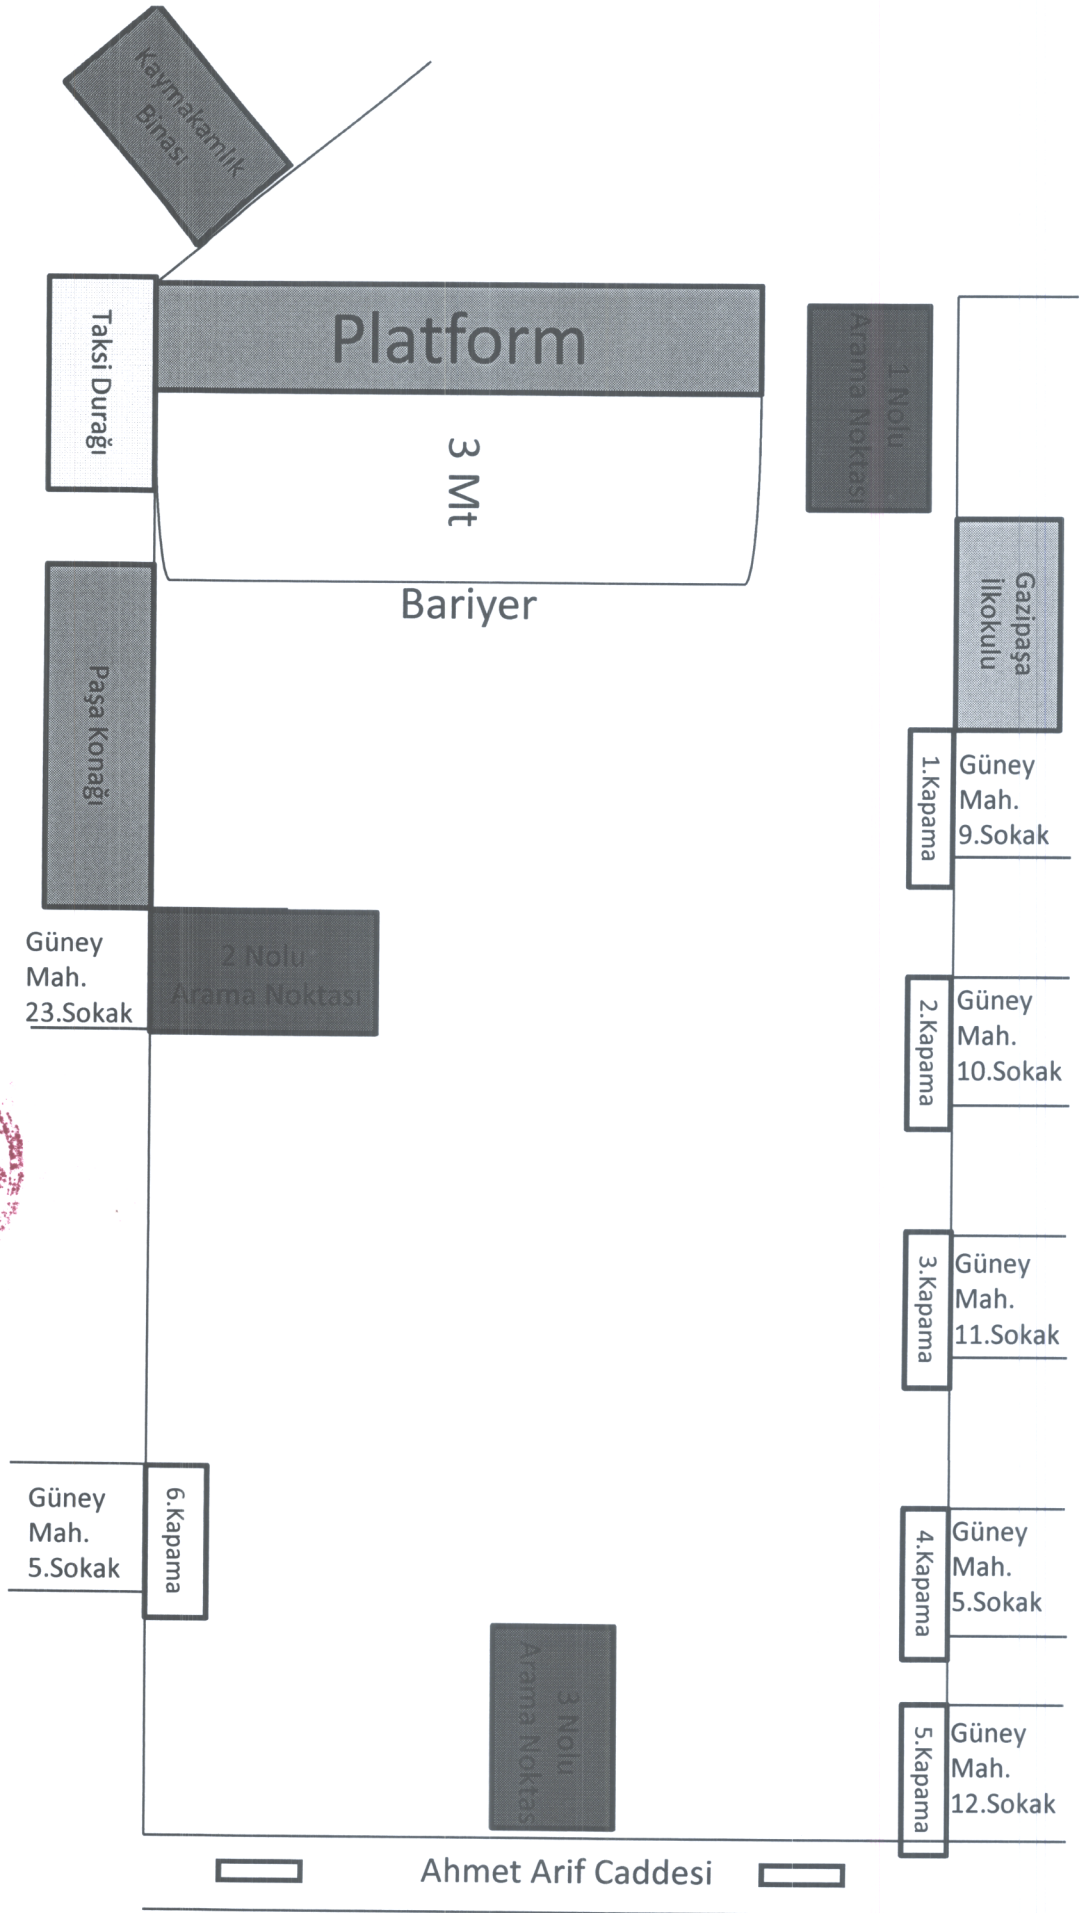 Kaymakamlık
Binası
Platform
Taksi Durağı
3 Mt
Bariyer
1 Nolu
Arama Noktası
Gazipaşa
İlkokulu
Paşa Konağı
1.Kapama
Güney
Mah.
9.Sokak
2 Nolu
Arama Noktası
Güney
Mah.
23.Sokak
2.Kapama
Güney
Mah.
10.Sokak
3.Kapama
Güney
Mah.
11.Sokak
Güney
Mah.
5.Sokak
6.Kapama
4.Kapama
Güney
Mah.
5.Sokak
3 Nolu
Arama Noktas
5.Kapama
Güney
Mah.
12.Sokak
Ahmet Arif Caddesi